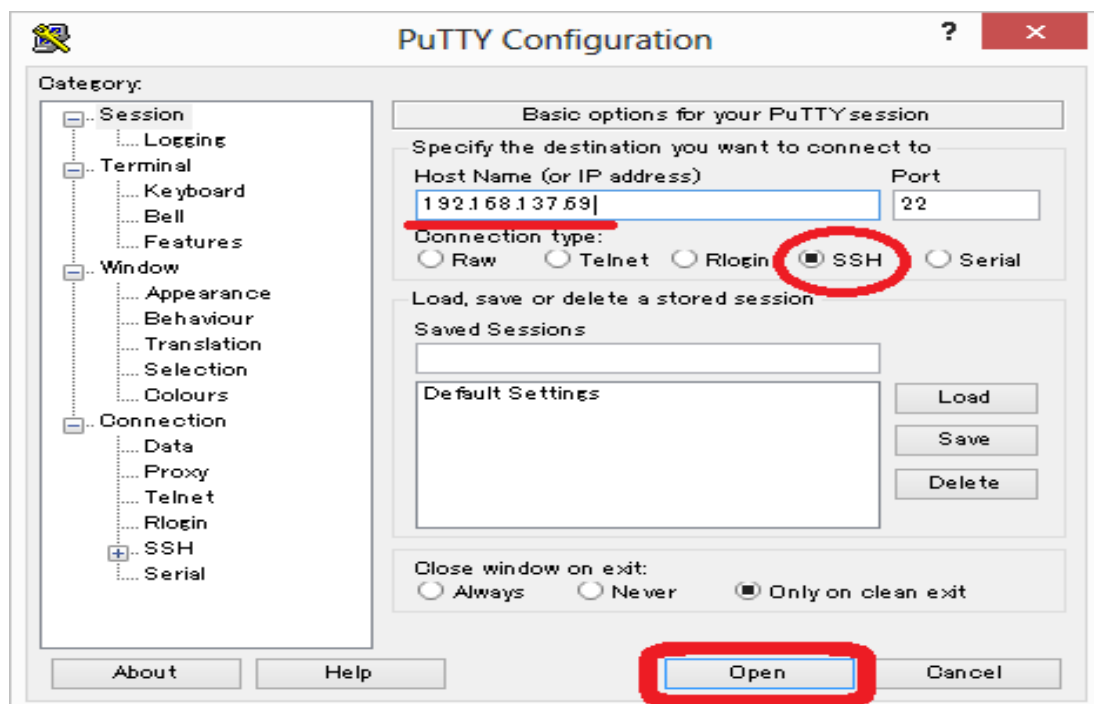 PuTTY Configuration
?
×
Category:
Session
Logging
Terminal
Keyboard
Bell
Features
Window
Appearance
Behaviour
Translation
Selection
Colours
Connection
Data
Proxy
Telnet
Rlogin
SSH
Serial
Basic options for your PuTTY session
Specify the destination you want to connect to
Host Name (or IP address) Port
192.168.137.69 22
Connection type:
Raw Telnet Rlogin SSH Serial
Load, save or delete a stored session
Saved Sessions
Default Settings
Load
Save
Delete
Close window on exit:
Always Never Only on clean exit
About Help Open Cancel